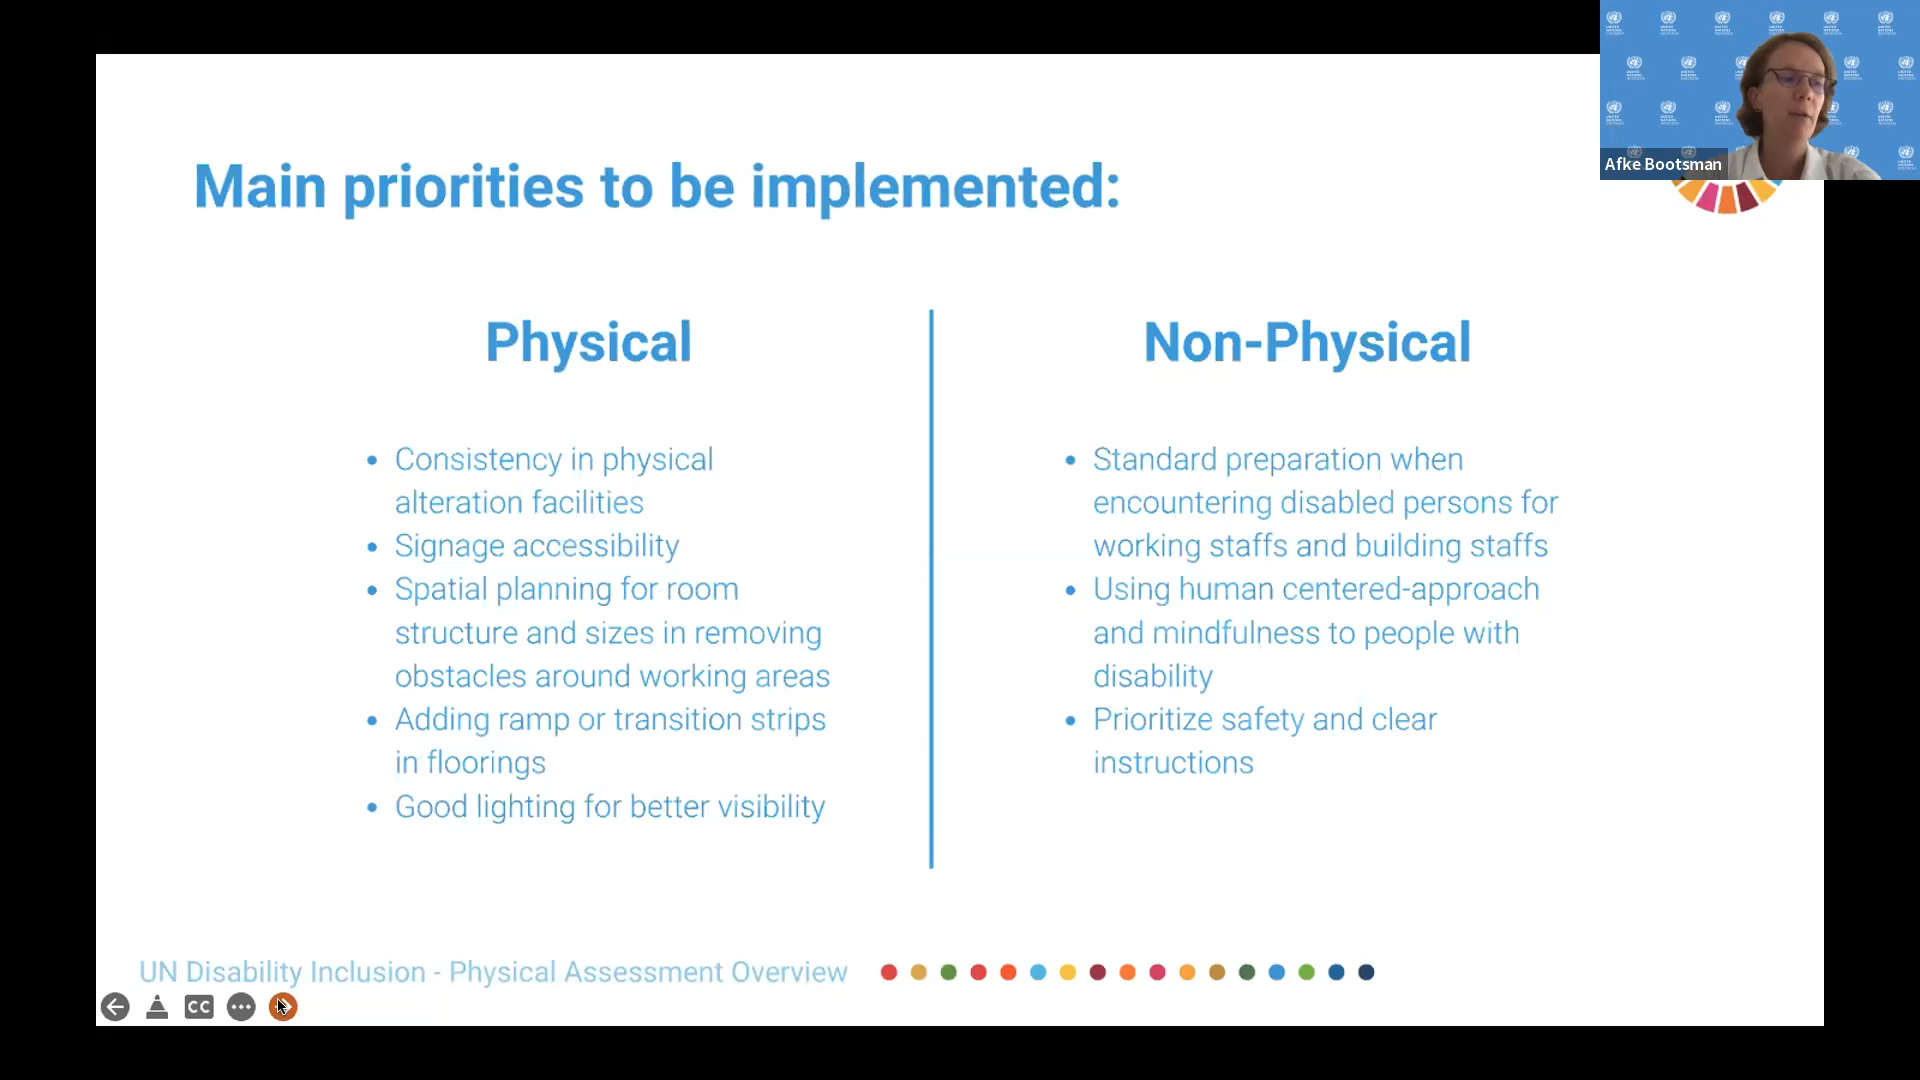 Afke Bootsman
Main priorities to be implemented:
Physical
• Consistency in physical
alteration facilities
• Signage accessibility
• Spatial planning for room
structure and sizes in removing
obstacles around working areas
• Adding ramp or transition strips
in floorings
• Good lighting for better visibility
Non-Physical
• Standard preparation when
encountering disabled persons for
working staffs and building staffs
• Using human centered-approach
and mindfulness to people with
disability
• Prioritize safety and clear
instructions
UN Disability Inclusion - Physical Assessment Overview
CC